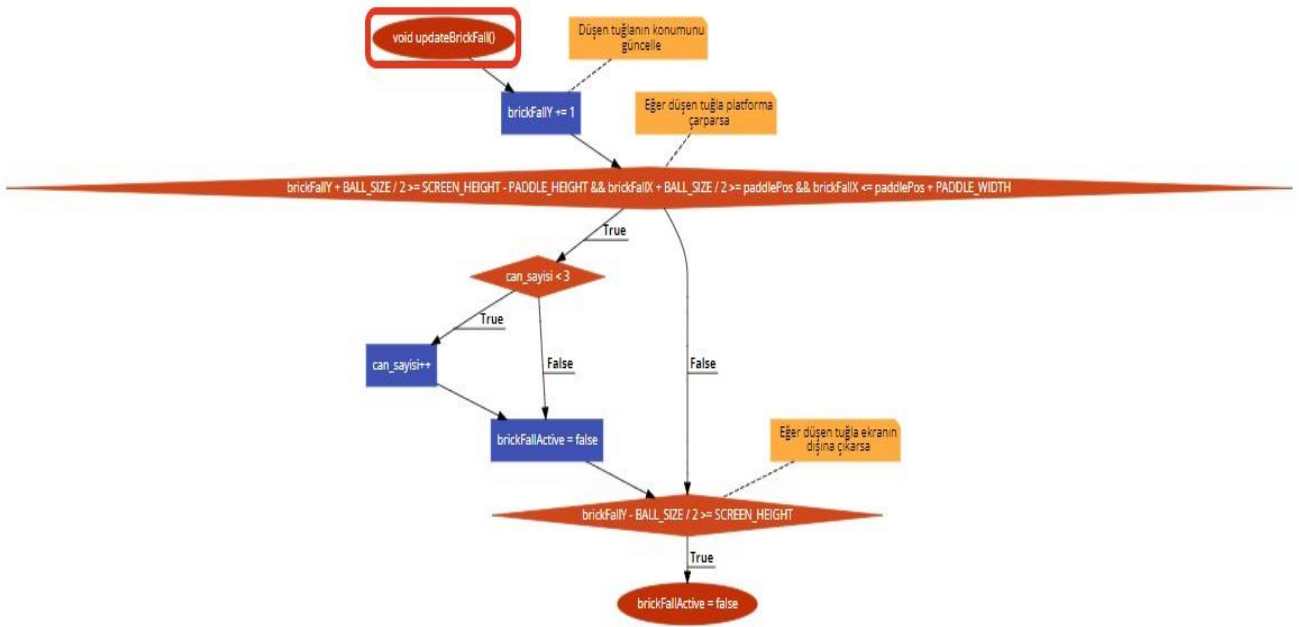 void updateBrickFall()
Düşen tuğlanın konumunu
güncelle
brickFallY += 1
Eğer düşen tuğla platforma
çarparsa
brickFallY + BALL_SIZE / 2 >= SCREEN_HEIGHT - PADDLE_HEIGHT && brickFallX + BALL_SIZE / 2 >= paddlePos && brickFallX <= paddlePos + PADDLE_WIDTH
True
can_sayisi < 3
True
can_sayisi++
False
False
brickFallActive = false
Eğer düşen tuğla ekranın
dışına çıkarsa
brickFallY - BALL_SIZE / 2 >= SCREEN_HEIGHT
True
brickFallActive = false